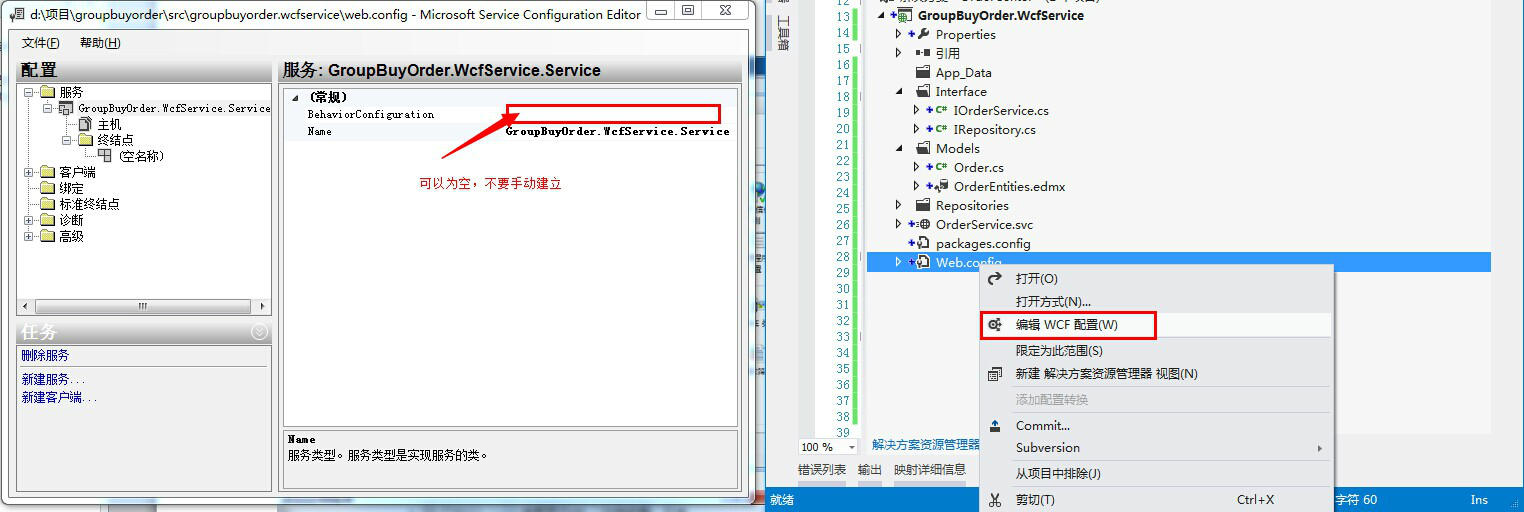 d:\项目\groupbuyorder\src\groupbuyorder.wcfservice\web.config - Microsoft Service Configuration Editor
文件(F) 帮助(H)
配置
服务
GroupBuyOrder.WcfService.Service
主机
终结点
(空名称)
客户端
绑定
标准终结点
诊断
高级
任务
删除服务
新建服务...
新建客户端...
服务: GroupBuyOrder.WcfService.Service
(常规)
BehaviorConfiguration
Name GroupBuyOrder.WcfService.Service
可以为空，不要手动建立
Name
服务类型。服务类型是实现服务的类。
工具箱
12
13
14
15
16
17
18
19
20
21
22
23
24
25
26
27
28
29
30
31
32
33
34
35
36
37
38
39
100 %
GroupBuyOrder.WcfService
Properties
引用
App_Data
Interface
IOrderService.cs
IRepository.cs
Models
Order.cs
OrderEntities.edmx
Repositories
OrderService.svc
packages.config
Web.config
打开(O)
打开方式(N)...
编辑 WCF 配置(W)
限定为此范围(S)
新建 解决方案资源管理器 视图(N)
添加配置转换
Commit...
Subversion
从项目中排除(J)
剪切(T) Ctrl+X
解决方案资源管理器
错误列表 输出 映射详细信息
就绪
字符 60 Ins